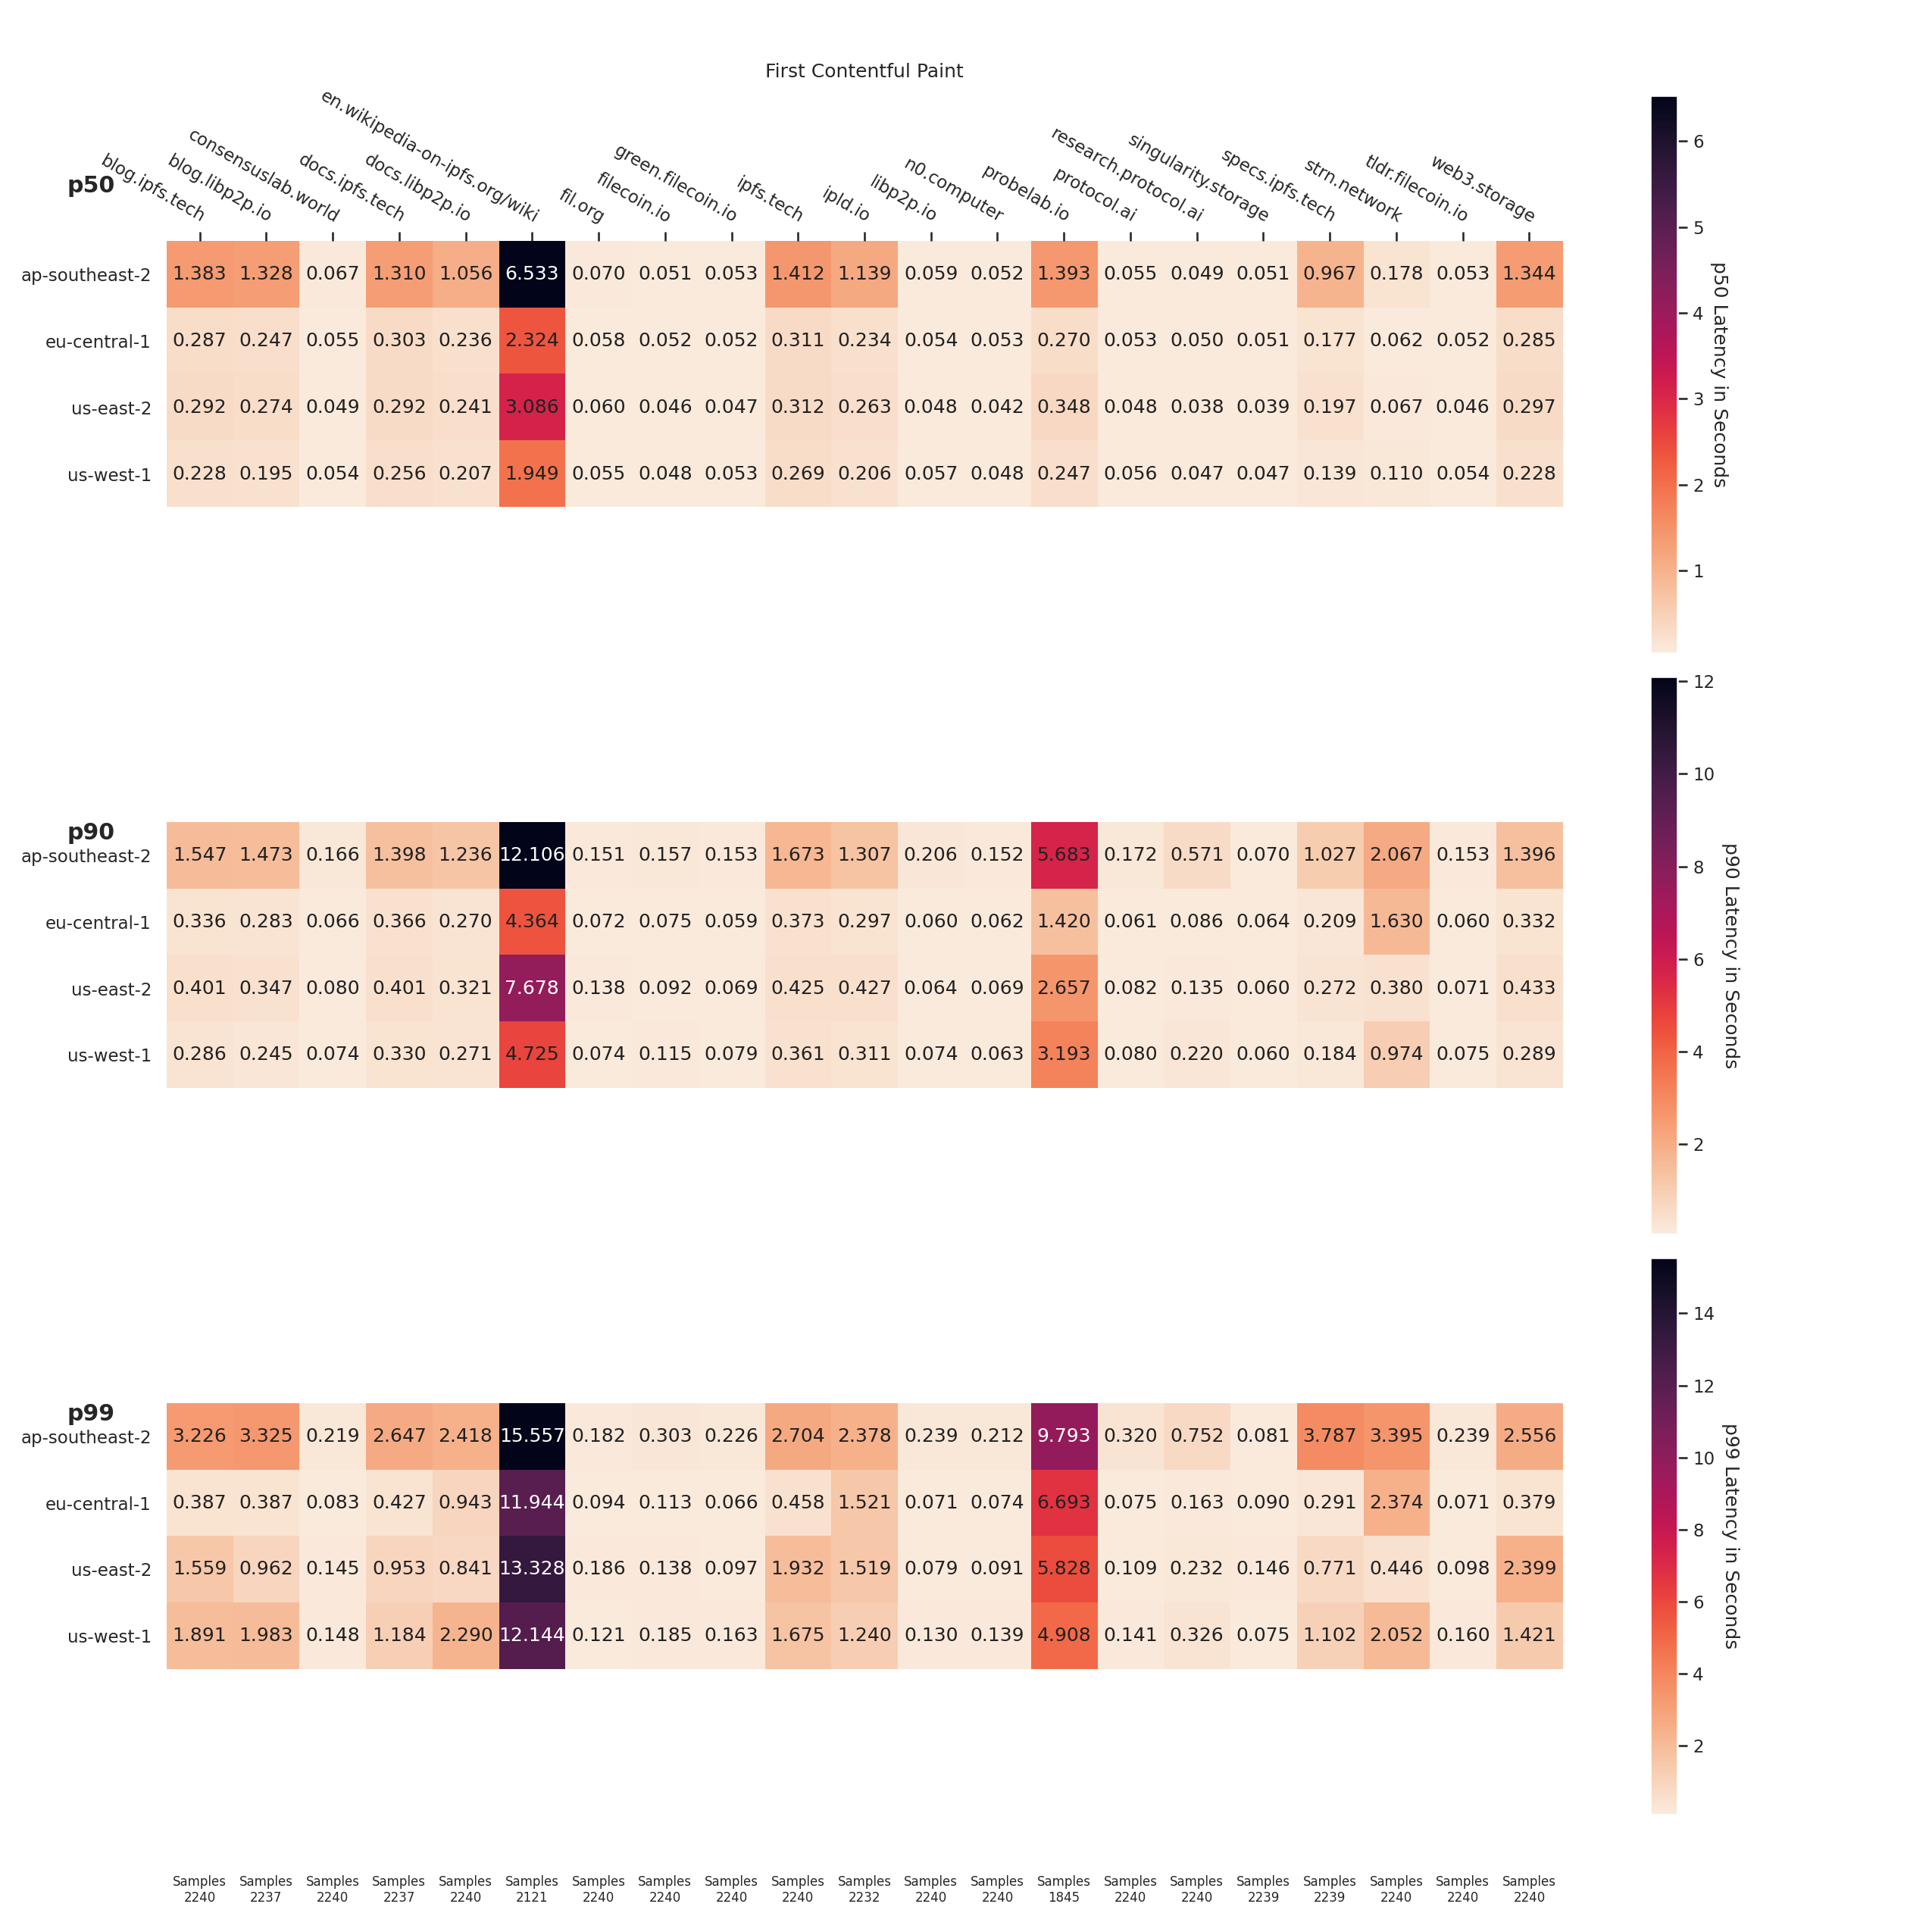 First Contentful Paint
p50
blog.ipfs.tech
blog.libp2p.io
consensuslab.world
docs.ipfs.tech
docs.libp2p.io
en.wikipedia-on-ipfs.org/wiki
fil.org
filecoin.io
green.filecoin.io
ipfs.tech
ipld.io
libp2p.io
n0.computer
probelab.io
protocol.ai
research.protocol.ai
singularity.storage
specs.ipfs.tech
strn.network
tldr.filecoin.io
web3.storage
ap-southeast-2 1.383 1.328 0.067 1.310 1.056 6.533 0.070 0.051 0.053 1.412 1.139 0.059 0.052 1.393 0.055 0.049 0.051 0.967 0.178 0.053 1.344
eu-central-1 0.287 0.247 0.055 0.303 0.236 2.324 0.058 0.052 0.052 0.311 0.234 0.054 0.053 0.270 0.053 0.050 0.051 0.177 0.062 0.052 0.285
us-east-2 0.292 0.274 0.049 0.292 0.241 3.086 0.060 0.046 0.047 0.312 0.263 0.048 0.042 0.348 0.048 0.038 0.039 0.197 0.067 0.046 0.297
us-west-1 0.228 0.195 0.054 0.256 0.207 1.949 0.055 0.048 0.053 0.269 0.206 0.057 0.048 0.247 0.056 0.047 0.047 0.139 0.110 0.054 0.228
6
5
4
3
2
1
p50 Latency in Seconds
p90
ap-southeast-2 1.547 1.473 0.166 1.398 1.236 12.106 0.151 0.157 0.153 1.673 1.307 0.206 0.152 5.683 0.172 0.571 0.070 1.027 2.067 0.153 1.396
eu-central-1 0.336 0.283 0.066 0.366 0.270 4.364 0.072 0.075 0.059 0.373 0.297 0.060 0.062 1.420 0.061 0.086 0.064 0.209 1.630 0.060 0.332
us-east-2 0.401 0.347 0.080 0.401 0.321 7.678 0.138 0.092 0.069 0.425 0.427 0.064 0.069 2.657 0.082 0.135 0.060 0.272 0.380 0.071 0.433
us-west-1 0.286 0.245 0.074 0.330 0.271 4.725 0.074 0.115 0.079 0.361 0.311 0.074 0.063 3.193 0.080 0.220 0.060 0.184 0.974 0.075 0.289
12
10
8
6
4
2
p90 Latency in Seconds
p99
ap-southeast-2 3.226 3.325 0.219 2.647 2.418 15.557 0.182 0.303 0.226 2.704 2.378 0.239 0.212 9.793 0.320 0.752 0.081 3.787 3.395 0.239 2.556
eu-central-1 0.387 0.387 0.083 0.427 0.943 11.944 0.094 0.113 0.066 0.458 1.521 0.071 0.074 6.693 0.075 0.163 0.090 0.291 2.374 0.071 0.379
us-east-2 1.559 0.962 0.145 0.953 0.841 13.328 0.186 0.138 0.097 1.932 1.519 0.079 0.091 5.828 0.109 0.232 0.146 0.771 0.446 0.098 2.399
us-west-1 1.891 1.983 0.148 1.184 2.290 12.144 0.121 0.185 0.163 1.675 1.240 0.130 0.139 4.908 0.141 0.326 0.075 1.102 2.052 0.160 1.421
14
12
10
8
6
4
2
p99 Latency in Seconds
Samples Samples Samples Samples Samples Samples Samples Samples Samples Samples Samples Samples Samples Samples Samples Samples Samples Samples Samples Samples Samples
2240 2237 2240 2237 2240 2121 2240 2240 2240 2240 2232 2240 2240 1845 2240 2240 2239 2239 2240 2240 2240